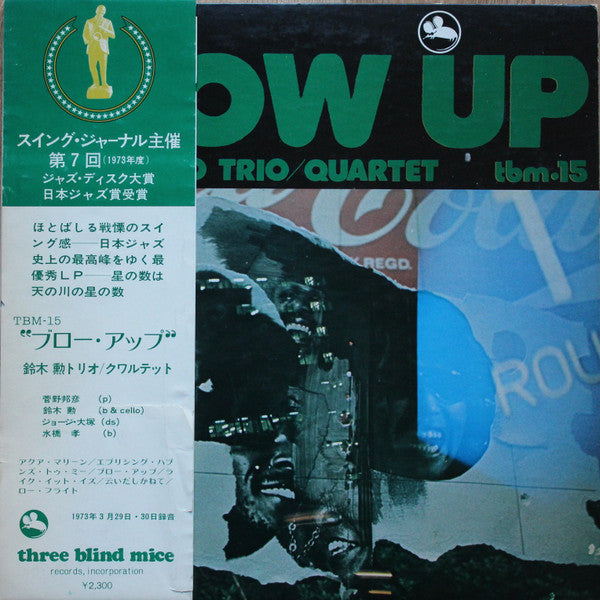 スイング・ジャーナル主催
第7回(1973年度)
ジャズ・ディスク大賞
日本ジャズ賞受賞
ほとばしる戦慄のスイ
ング感——日本ジャズ
史上の最高峰をゆく最
優秀LP——星の数は
天の川の星の数
TBM-15
“ブロー・アップ”
鈴木 勲トリオ/クワルテット
菅野邦彦 (p)
鈴木 勲 (b & cello)
ジョージ・大塚 (ds)
水橋 孝 (b)
アクア・マリーン/エブリシング・ハプ
ンズ・トゥ・ミー/ブロー・アップ/ラ
イク・イット・イズ/云いだしかねて/
ロー・フライト
1973年3月29日・30日録音
three blind mice
records, incorporation
¥2,300
OW UP
O TRIO/QUARTET tbm・15
Cola
K REGD.
ROU